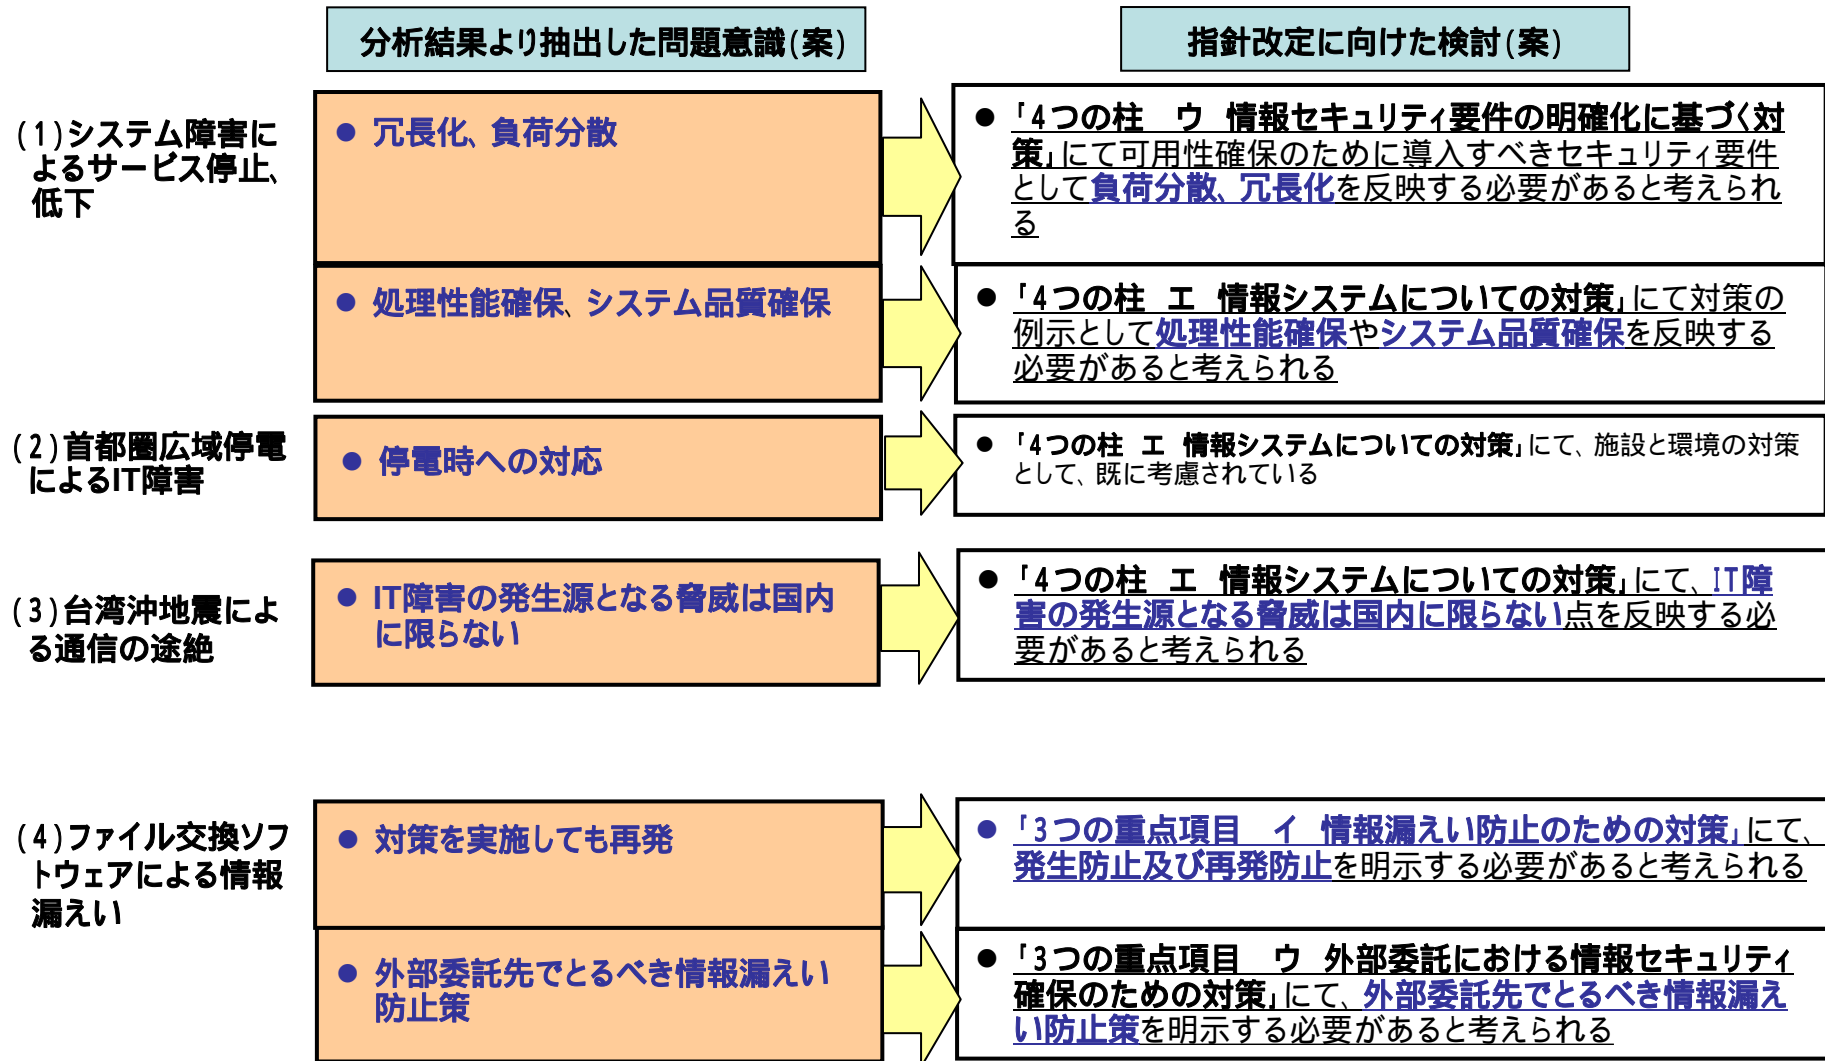 分析結果より抽出した問題意識(案)
指針改定に向けた検討(案)
(1)システム障害に
よるサービス停止、
低下
● 冗長化、負荷分散
● 「4つの柱　ウ　情報セキュリティ要件の明確化に基づく対
策」にて可用性確保のために導入すべきセキュリティ要件
として負荷分散、冗長化を反映する必要があると考えられ
る
● 処理性能確保、システム品質確保
● 「4つの柱　エ　情報システムについての対策」にて対策の
例示として処理性能確保やシステム品質確保を反映する
必要があると考えられる
(2)首都圏広域停電
によるIT障害
● 停電時への対応
● 「4つの柱　エ　情報システムについての対策」にて、施設と環境の対策
として、既に考慮されている
(3)台湾沖地震によ
る通信の途絶
● IT障害の発生源となる脅威は国内
に限らない
● 「4つの柱　エ　情報システムについての対策」にて、IT障
害の発生源となる脅威は国内に限らない点を反映する必
要があると考えられる
(4)ファイル交換ソフ
トウェアによる情報
漏えい
● 対策を実施しても再発
● 「3つの重点項目　イ　情報漏えい防止のための対策」にて、
発生防止及び再発防止を明示する必要があると考えられる
● 外部委託先でとるべき情報漏えい
防止策
● 「3つの重点項目　ウ　外部委託における情報セキュリティ
確保のための対策」にて、外部委託先でとるべき情報漏え
い防止策を明示する必要があると考えられる